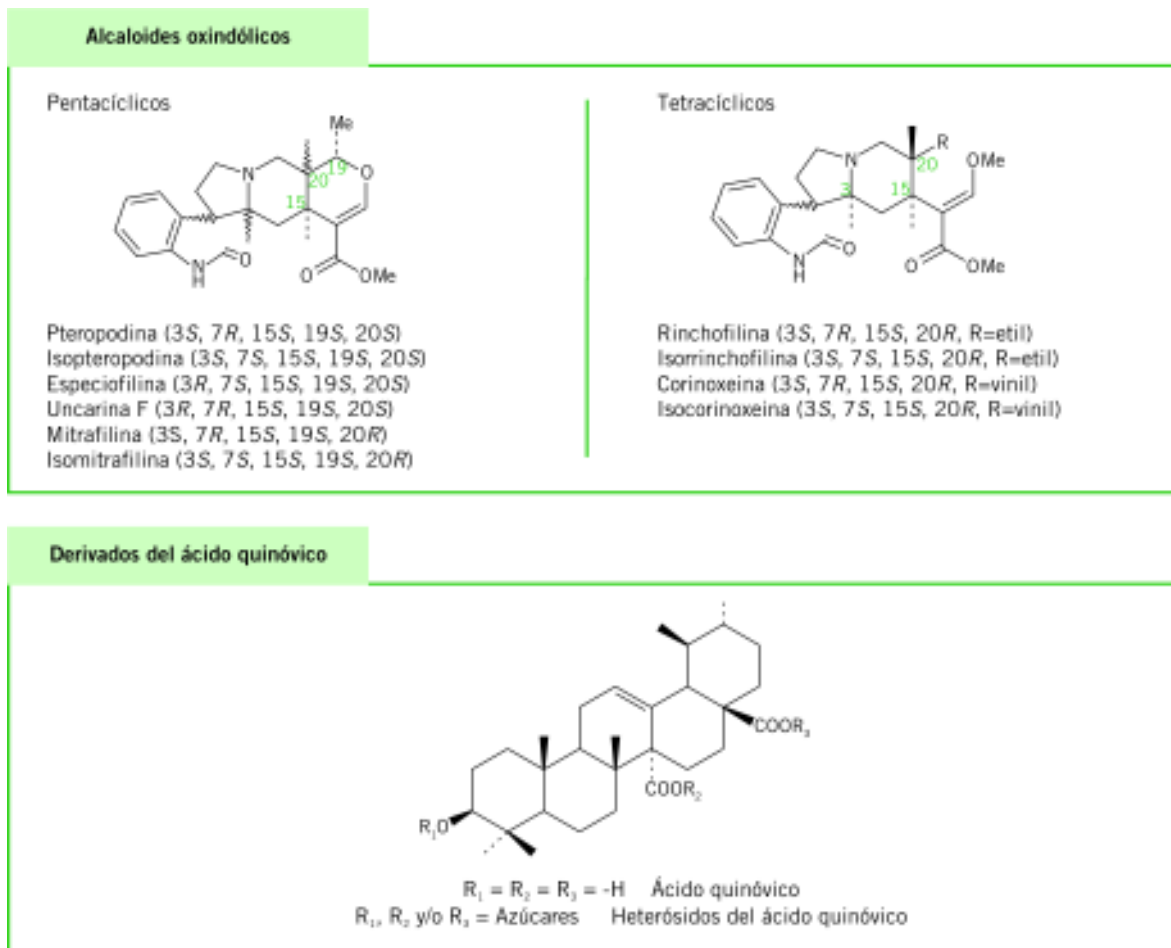 Alcaloides oxindólicos
Pentacíclicos
Me
N
19
O
20
15
N
H
O
O
OMe
Pteropodina (3S, 7R, 15S, 19S, 20S)
Isopteropodina (3S, 7S, 15S, 19S, 20S)
Especiofilina (3R, 7S, 15S, 19S, 20S)
Uncarina F (3R, 7R, 15S, 19S, 20S)
Mitrafilina (3S, 7R, 15S, 19S, 20R)
Isomitrafilina (3S, 7S, 15S, 19S, 20R)
Tetracíclicos
R
N
OMe
20
3
15
N
H
O
O
OMe
Rinchofilina (3S, 7R, 15S, 20R, R=etil)
Isorrinchofilina (3S, 7S, 15S, 20R, R=etil)
Corinoxeina (3S, 7R, 15S, 20R, R=vinil)
Isocorinoxeina (3S, 7S, 15S, 20R, R=vinil)
Derivados del ácido quinóvico
COOR₃
COOR₂
R₁O
R₁ = R₂ = R₃ = -H Ácido quinóvico
R₁, R₂ y/o R₃ = Azúcares Heterósidos del ácido quinóvico